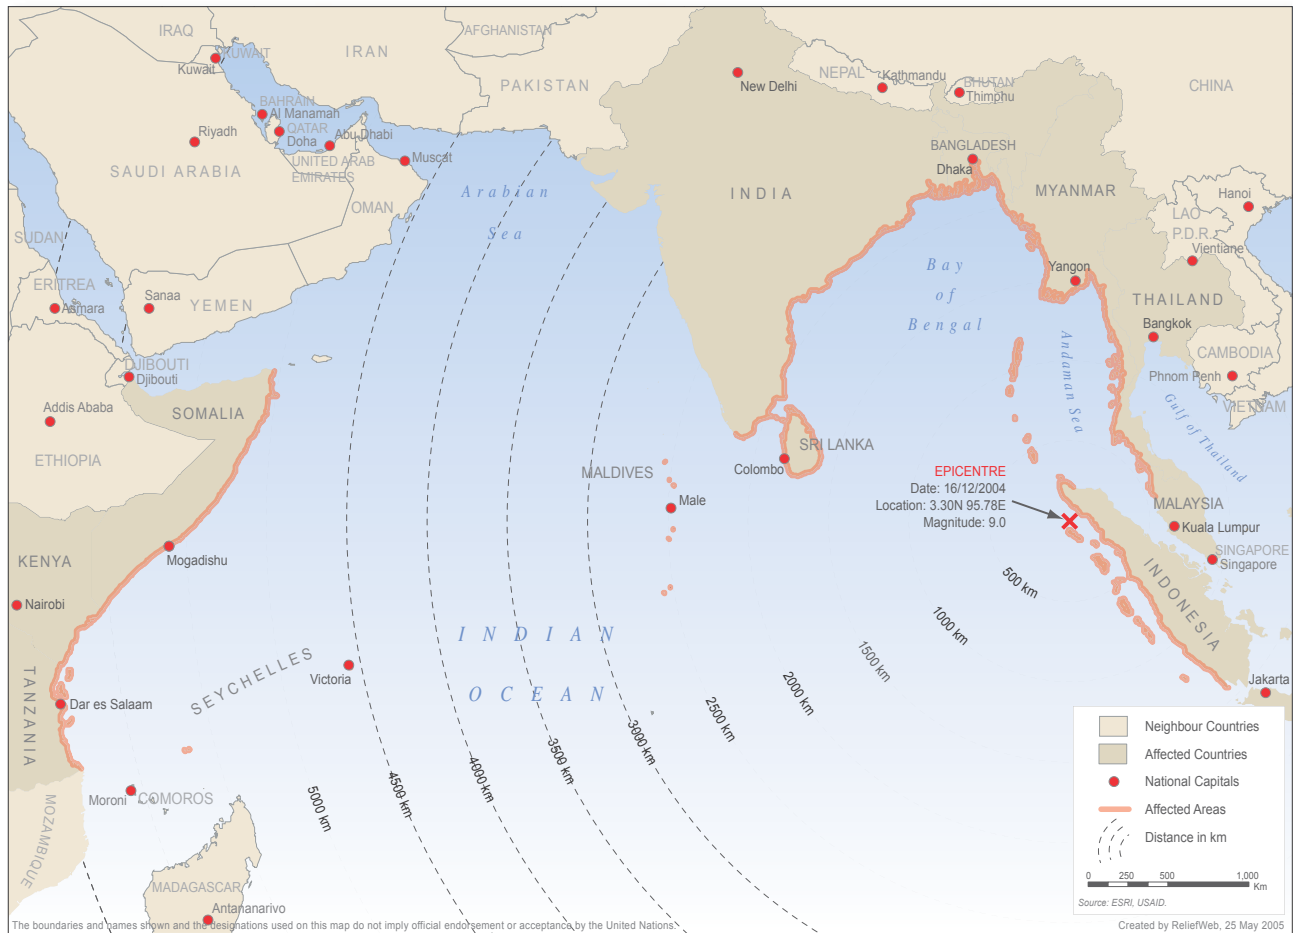 IRAQ
KUWAIT
Kuwait
IRAN
AFGHANISTAN
PAKISTAN
NEPAL
Kathmandu
BHUTAN
Thimphu
CHINA
New Delhi
BAHRAIN
Al Manamah
QATAR
Doha
Abu Dhabi
Riyadh
SAUDI ARABIA
UNITED ARAB
EMIRATES
Muscat
OMAN
Arabian
Sea
INDIA
BANGLADESH
Dhaka
MYANMAR
Hanoi
LAO
P.D.R.
Vientiane
SUDAN
ERITREA
Asmara
Sanaa
YEMEN
Bay
of
Bengal
Yangon
THAILAND
Bangkok
CAMBODIA
Phnom Penh
VIETNAM
Andaman Sea
Gulf of Thailand
DJIBOUTI
Djibouti
Addis Ababa
ETHIOPIA
SOMALIA
MALDIVES
Male
SRI LANKA
Colombo
EPICENTRE
Date: 16/12/2004
Location: 3.30N 95.78E
Magnitude: 9.0
MALAYSIA
Kuala Lumpur
SINGAPORE
Singapore
INDONESIA
Jakarta
KENYA
Nairobi
Mogadishu
TANZANIA
Dar es Salaam
SEYCHELLES
Victoria
INDIAN
OCEAN
500 km
1000 km
1500 km
2000 km
2500 km
3000 km
3500 km
4000 km
4500 km
5000 km
Moroni
COMOROS
MOZAMBIQUE
MADAGASCAR
Antananarivo
Neighbour Countries
Affected Countries
National Capitals
Affected Areas
Distance in km
0 250 500 1,000
Km
Source: ESRI, USAID.
The boundaries and names shown and the designations used on this map do not imply official endorsement or acceptance by the United Nations.
Created by ReliefWeb, 25 May 2005